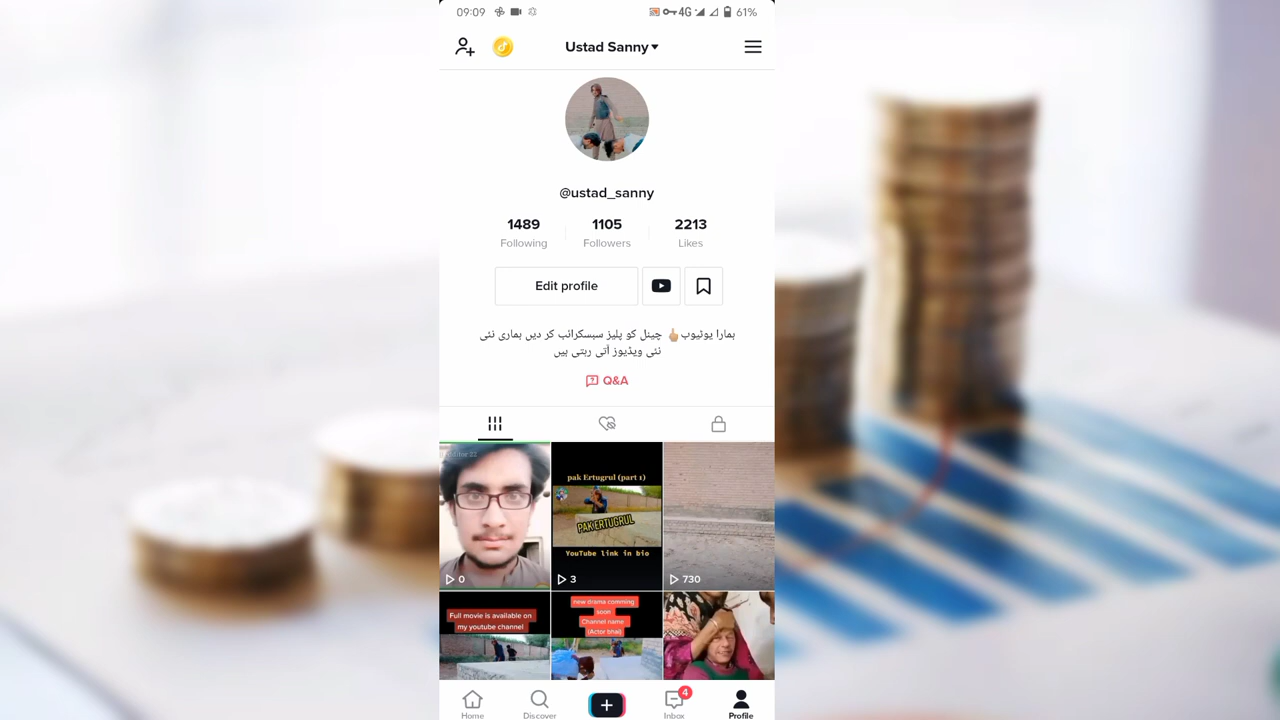 09:09
4G
61%
Ustad Sanny
@ustad_sanny
1489
1105
2213
Following
Followers
Likes
Edit profile
ہمارا یوٹیوب👆🏼 چینل کو پلیز سبسکرائب کر دیں ہماری نئی
نئی ویڈیوز آتی رہتی ہیں
Q&A
pak Ertugrul (part 1)
PAK ERTUGRUL
YouTube link in bio
0
3
730
Full movie is available on
my youtube channel
new drama comming
soon
Channel name
(Actor bhai)
4
Home
Discover
Inbox
Profile